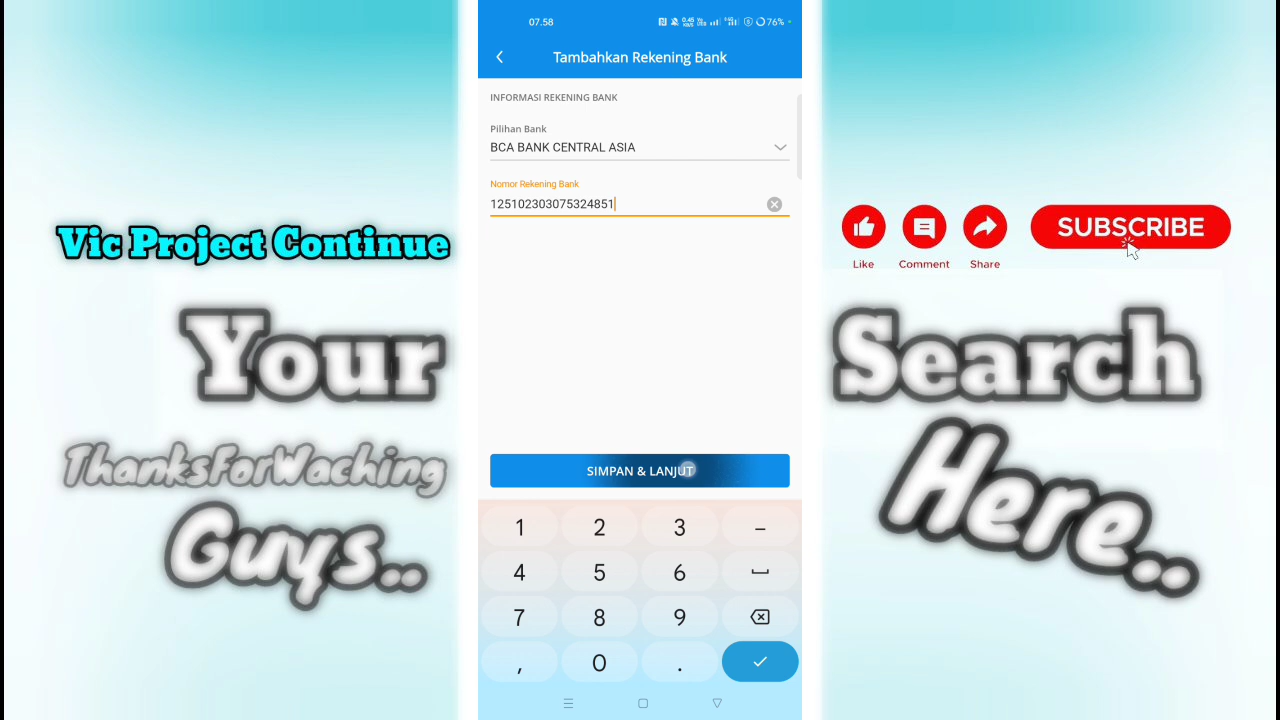 07.58
76%
Tambahkan Rekening Bank
INFORMASI REKENING BANK
Pilihan Bank
BCA BANK CENTRAL ASIA
Nomor Rekening Bank
125102303075324851
SIMPAN & LANJUT
1 2 3 –
4 5 6
7 8 9
, 0 .
Vic Project Continue
Your
ThanksForWaching
Guys..
Like
Comment
Share
SUBSCRIBE
Search
Here..